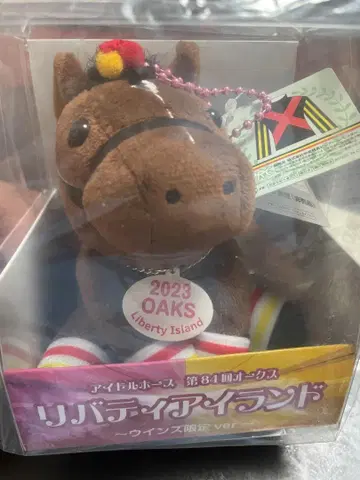 2023
OAKS
Liberty Island
アイドルホース 第84回オークス
リバティアイランド
～ウインズ限定ver.～